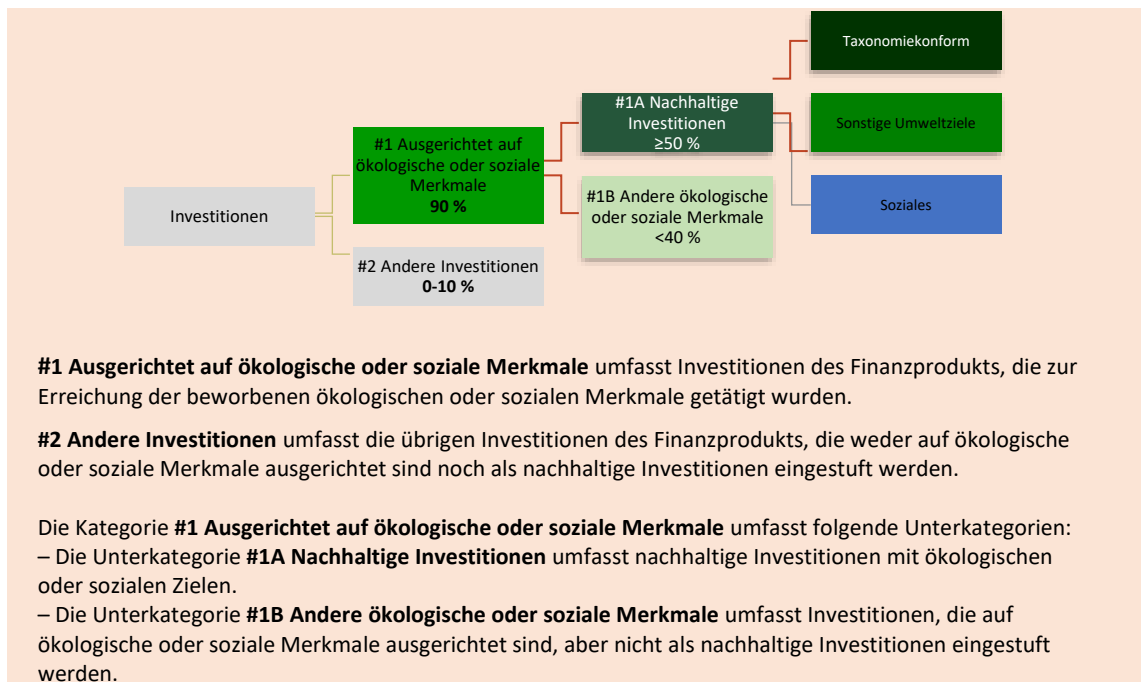 Taxonomiekonform
#1A Nachhaltige
Investitionen
≥50 %
Sonstige Umweltziele
#1 Ausgerichtet auf
ökologische oder soziale
Merkmale
90 %
#1B Andere ökologische
oder soziale Merkmale
<40 %
Soziales
Investitionen
#2 Andere Investitionen
0-10 %
#1 Ausgerichtet auf ökologische oder soziale Merkmale umfasst Investitionen des Finanzprodukts, die zur
Erreichung der beworbenen ökologischen oder sozialen Merkmale getätigt wurden.
#2 Andere Investitionen umfasst die übrigen Investitionen des Finanzprodukts, die weder auf ökologische
oder soziale Merkmale ausgerichtet sind noch als nachhaltige Investitionen eingestuft werden.
Die Kategorie #1 Ausgerichtet auf ökologische oder soziale Merkmale umfasst folgende Unterkategorien:
– Die Unterkategorie #1A Nachhaltige Investitionen umfasst nachhaltige Investitionen mit ökologischen
oder sozialen Zielen.
– Die Unterkategorie #1B Andere ökologische oder soziale Merkmale umfasst Investitionen, die auf
ökologische oder soziale Merkmale ausgerichtet sind, aber nicht als nachhaltige Investitionen eingestuft
werden.